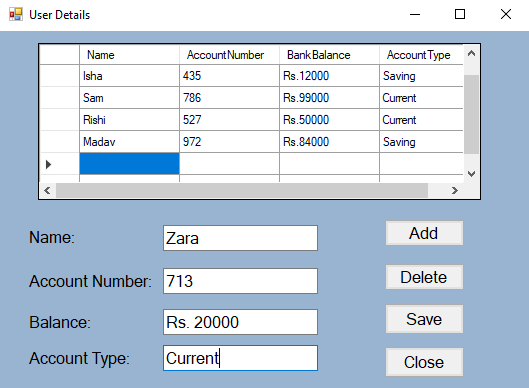 User Details
Name AccountNumber BankBalance AccountType
Isha 435 Rs.12000 Saving
Sam 786 Rs.99000 Current
Rishi 527 Rs.50000 Current
Madav 972 Rs.84000 Saving
Name: Zara Add
Account Number: 713 Delete
Balance: Rs. 20000 Save
Account Type: Current Close